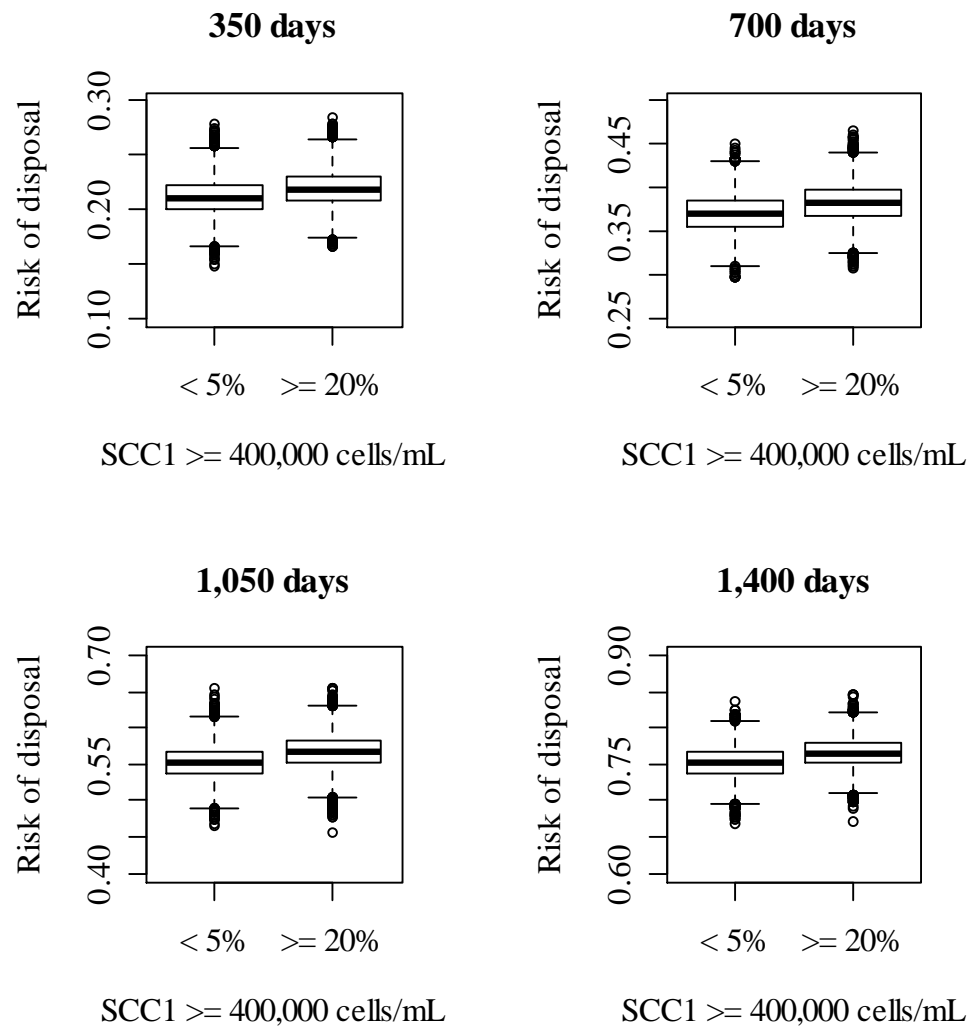 350 days
Risk of disposal
0.30
0.20
0.10
< 5% >= 20%
SCC1 >= 400,000 cells/mL
700 days
Risk of disposal
0.45
0.35
0.25
< 5% >= 20%
SCC1 >= 400,000 cells/mL
1,050 days
Risk of disposal
0.70
0.55
0.40
< 5% >= 20%
SCC1 >= 400,000 cells/mL
1,400 days
Risk of disposal
0.90
0.75
0.60
< 5% >= 20%
SCC1 >= 400,000 cells/mL